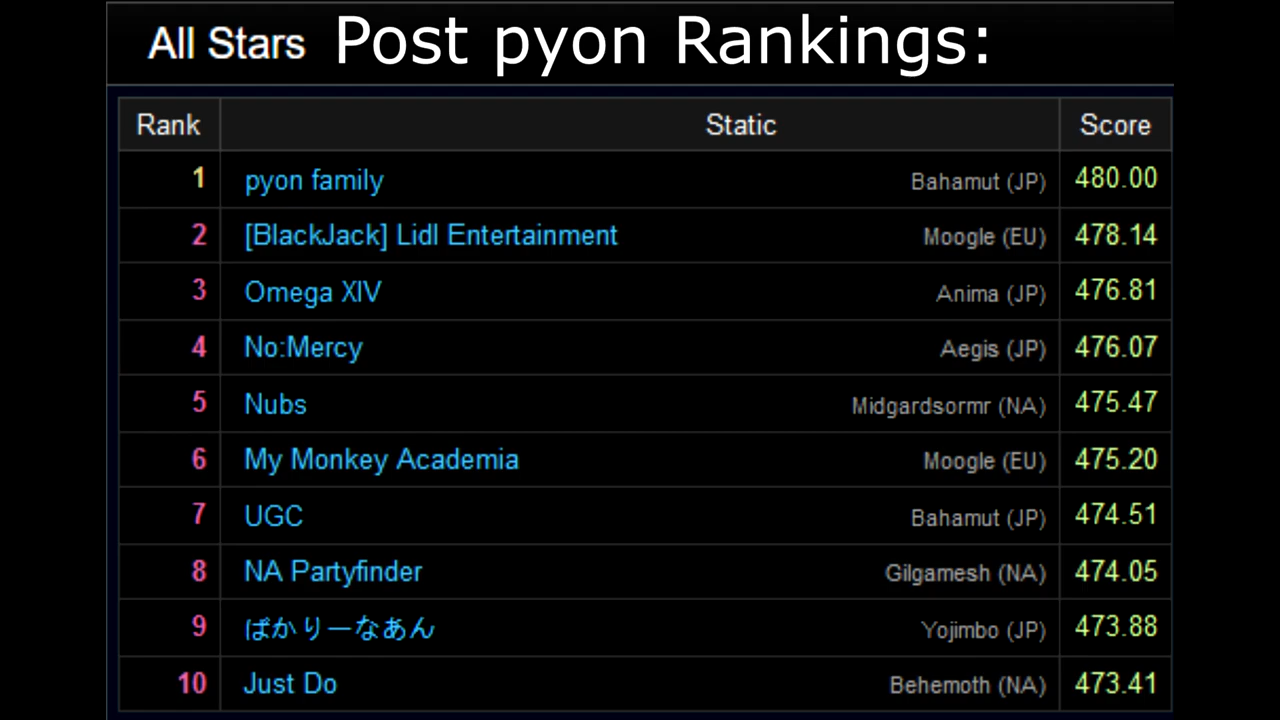 All Stars Post pyon Rankings:
Rank Static Score
1 pyon family Bahamut (JP) 480.00
2 [BlackJack] Lidl Entertainment Moogle (EU) 478.14
3 Omega XIV Anima (JP) 476.81
4 No:Mercy Aegis (JP) 476.07
5 Nubs Midgardsormr (NA) 475.47
6 My Monkey Academia Moogle (EU) 475.20
7 UGC Bahamut (JP) 474.51
8 NA Partyfinder Gilgamesh (NA) 474.05
9 ばかりーなあん Yojimbo (JP) 473.88
10 Just Do Behemoth (NA) 473.41